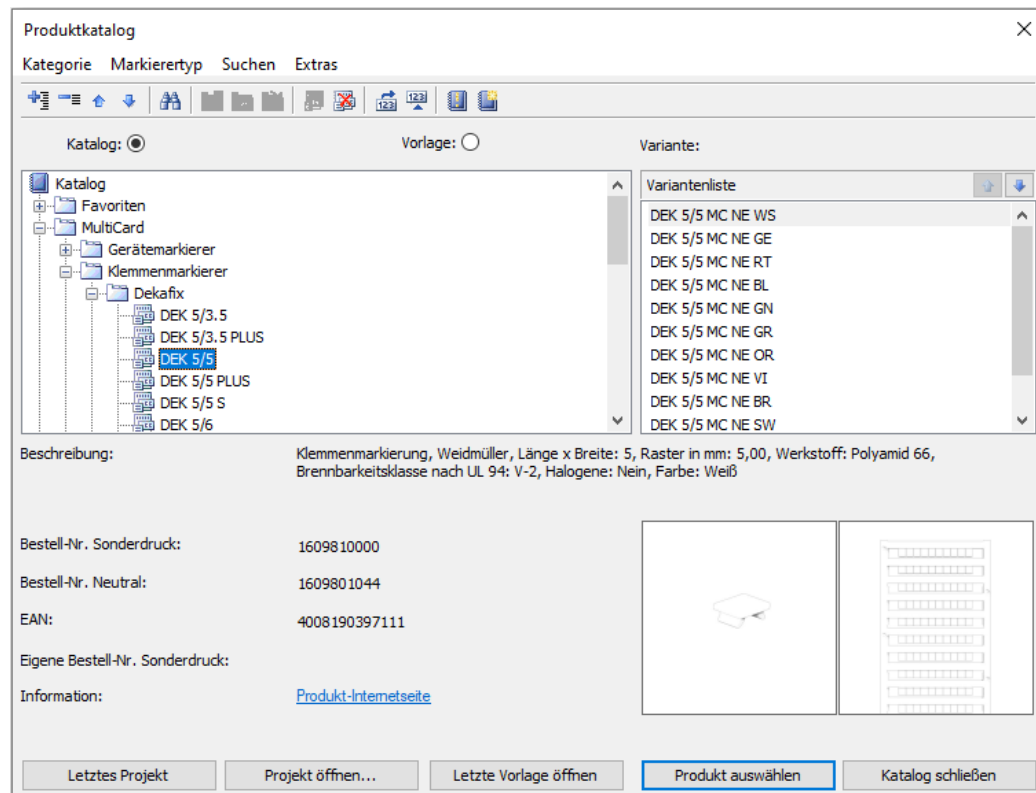 Produktkatalog
Kategorie Markierertyp Suchen Extras
Katalog: Vorlage: Variante:
Katalog
Favoriten
MultiCard
Gerätemarkierer
Klemmenmarkierer
Dekafix
DEK 5/3.5
DEK 5/3.5 PLUS
DEK 5/5
DEK 5/5 PLUS
DEK 5/5 S
DEK 5/6
Variantenliste
DEK 5/5 MC NE WS
DEK 5/5 MC NE GE
DEK 5/5 MC NE RT
DEK 5/5 MC NE BL
DEK 5/5 MC NE GN
DEK 5/5 MC NE GR
DEK 5/5 MC NE OR
DEK 5/5 MC NE VI
DEK 5/5 MC NE BR
DEK 5/5 MC NE SW
Beschreibung: Klemmenmarkierung, Weidmüller, Länge x Breite: 5, Raster in mm: 5,00, Werkstoff: Polyamid 66,
Brennbarkeitsklasse nach UL 94: V-2, Halogene: Nein, Farbe: Weiß
Bestell-Nr. Sonderdruck: 1609810000
Bestell-Nr. Neutral: 1609801044
EAN: 4008190397111
Eigene Bestell-Nr. Sonderdruck:
Information: Produkt-Internetseite
Letztes Projekt Projekt öffnen... Letzte Vorlage öffnen Produkt auswählen Katalog schließen